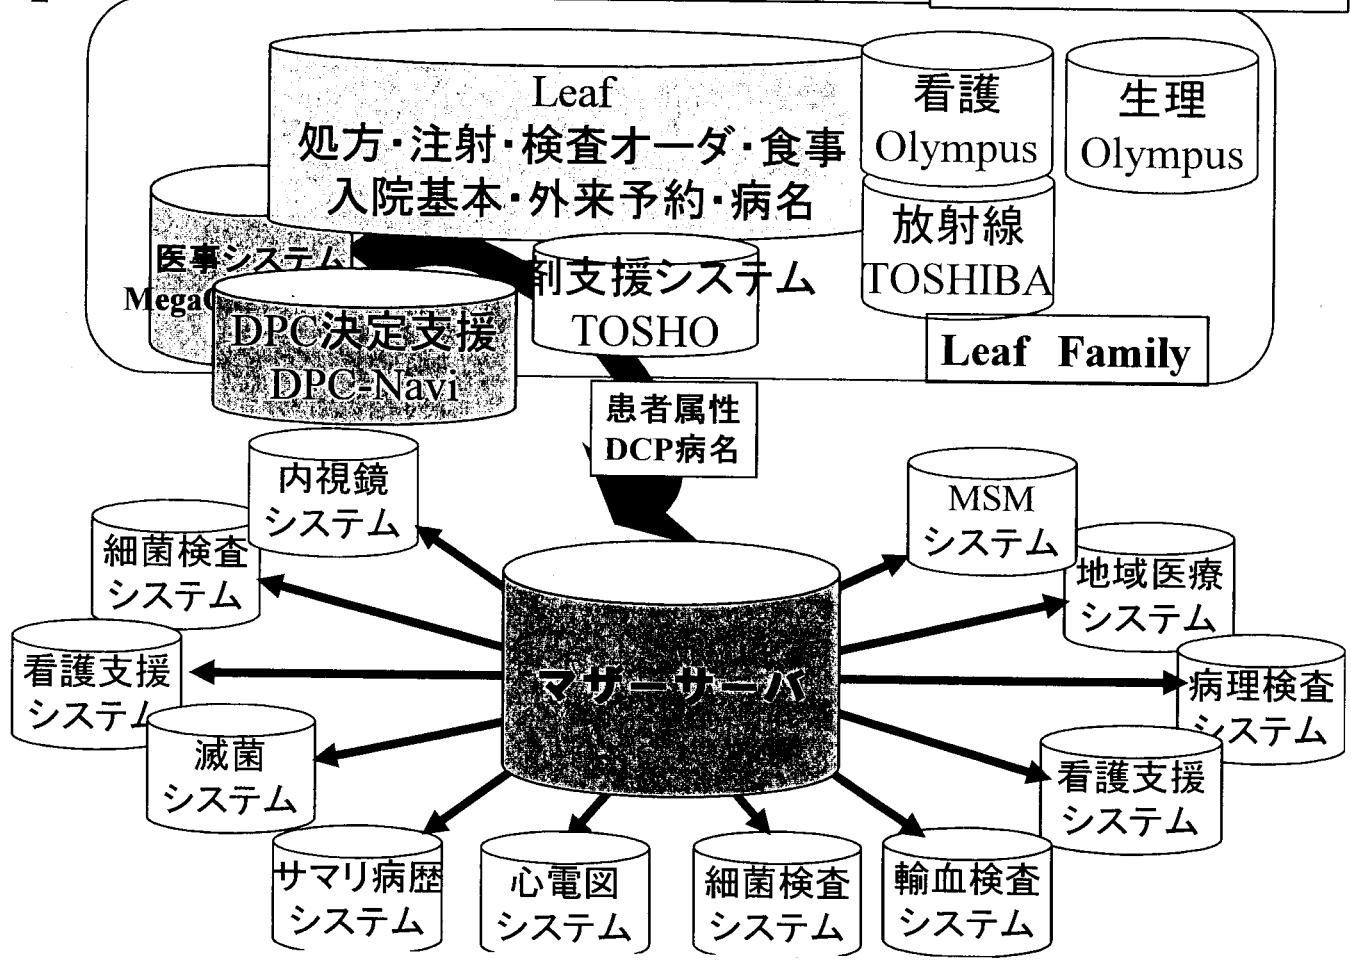 Leaf
処方・注射・検査オーダ・食事
入院基本・外来予約・病名
看護
Olympus
生理
Olympus
放射線
TOSHIBA
医事システム
剤支援システム
TOSHO
DPC決定支援
DPC-Navi
Leaf Family
患者属性
DCP病名
内視鏡
システム
細菌検査
システム
看護支援
システム
滅菌
システム
サマリ病歴
システム
心電図
システム
細菌検査
システム
輸血検査
システム
看護支援
システム
病理検査
システム
地域医療
システム
MSM
システム
マザーサーバ